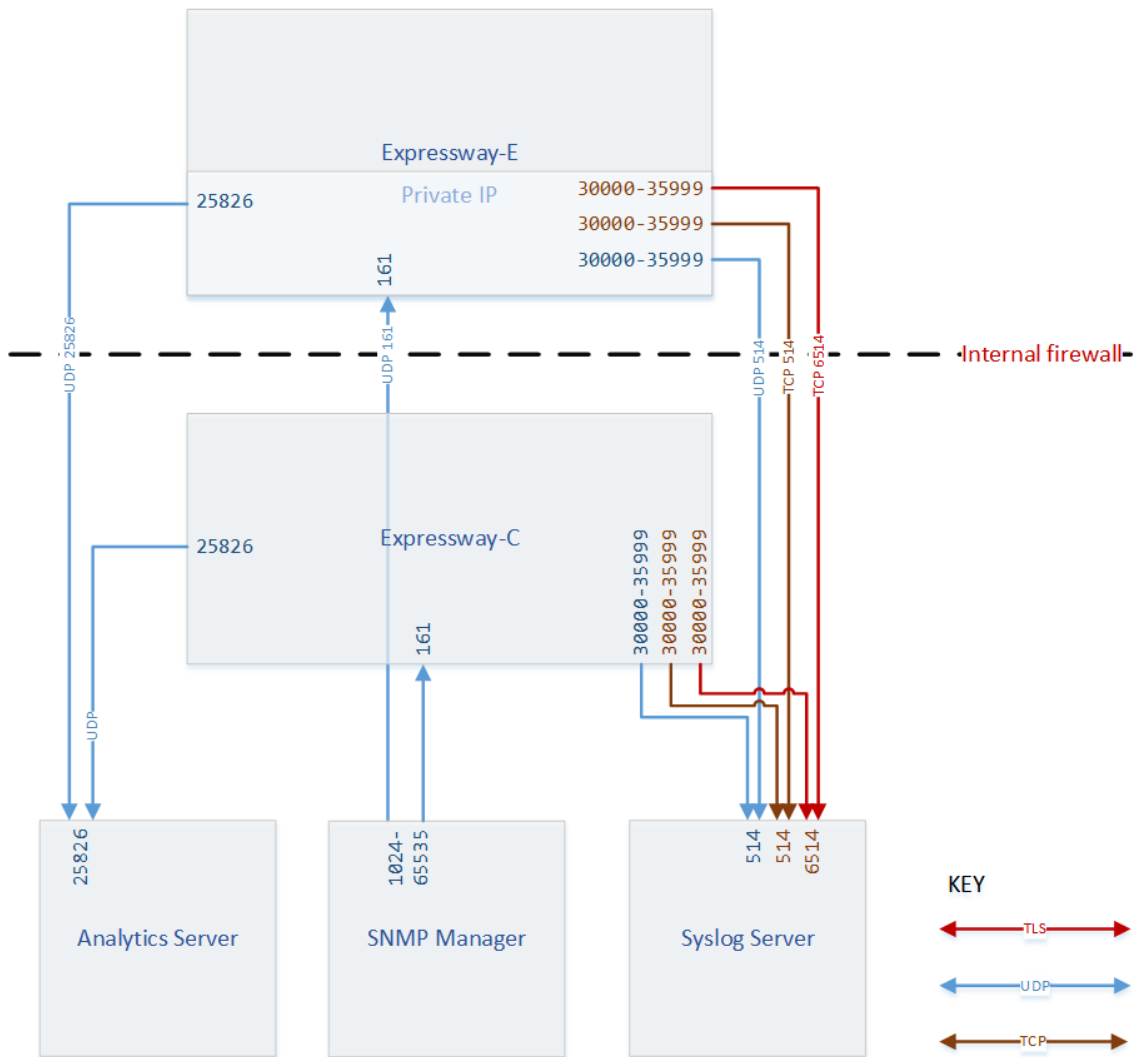 Expressway-E
Private IP
25826
30000-35999
30000-35999
30000-35999
161
UDP 25826
UDP 161
UDP 514
TCP 514
TCP 6514
Internal firewall
Expressway-C
25826
161
30000-35999
30000-35999
30000-35999
UDP
25826
1024-
65535
514
514
6514
Analytics Server
SNMP Manager
Syslog Server
KEY
TLS
UDP
TCP